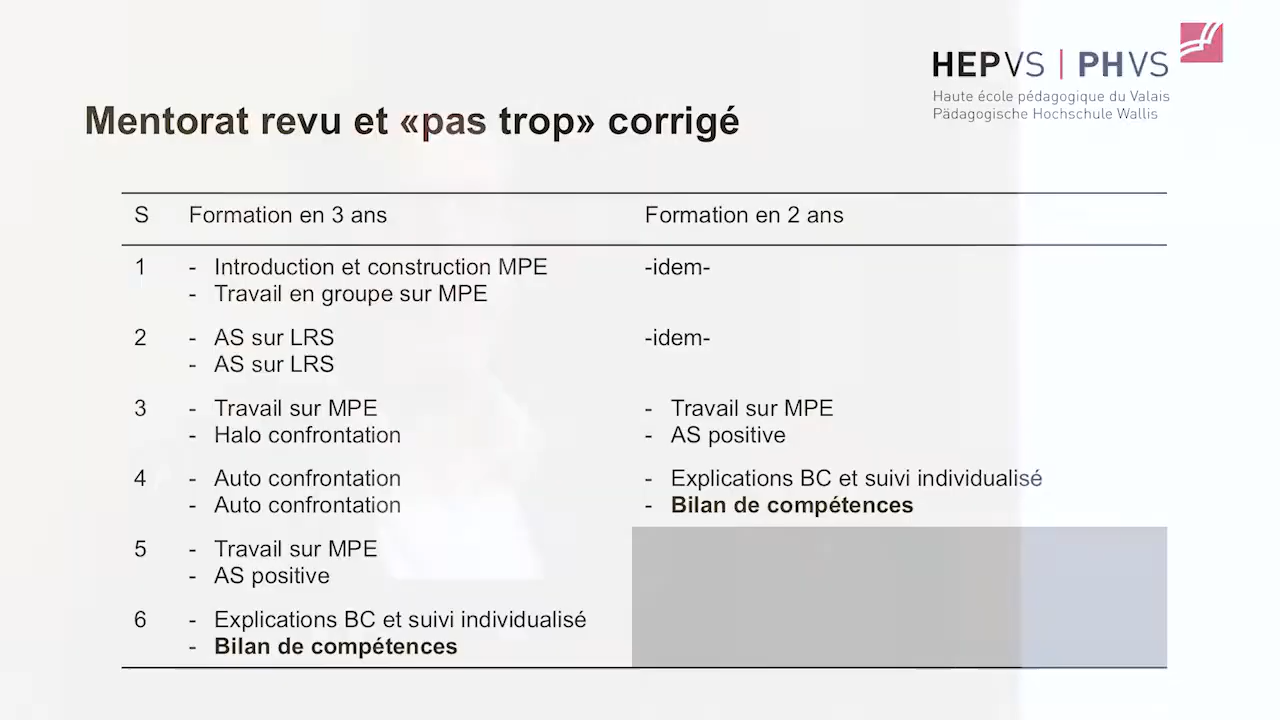 HEPVS | PHVS
Haute école pédagogique du Valais
Pädagogische Hochschule Wallis
Mentorat revu et «pas trop» corrigé
S Formation en 3 ans Formation en 2 ans
1 - Introduction et construction MPE -idem-
- Travail en groupe sur MPE
2 - AS sur LRS -idem-
- AS sur LRS
3 - Travail sur MPE - Travail sur MPE
- Halo confrontation - AS positive
4 - Auto confrontation - Explications BC et suivi individualisé
- Auto confrontation - Bilan de compétences
5 - Travail sur MPE
- AS positive
6 - Explications BC et suivi individualisé
- Bilan de compétences